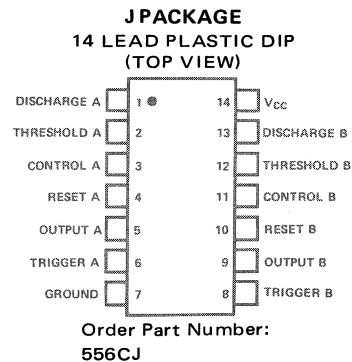 J PACKAGE
14 LEAD PLASTIC DIP
(TOP VIEW)
DISCHARGE A 1 14 VCC
THRESHOLD A 2 13 DISCHARGE B
CONTROL A 3 12 THRESHOLD B
RESET A 4 11 CONTROL B
OUTPUT A 5 10 RESET B
TRIGGER A 6 9 OUTPUT B
GROUND 7 8 TRIGGER B
Order Part Number:
556CJ